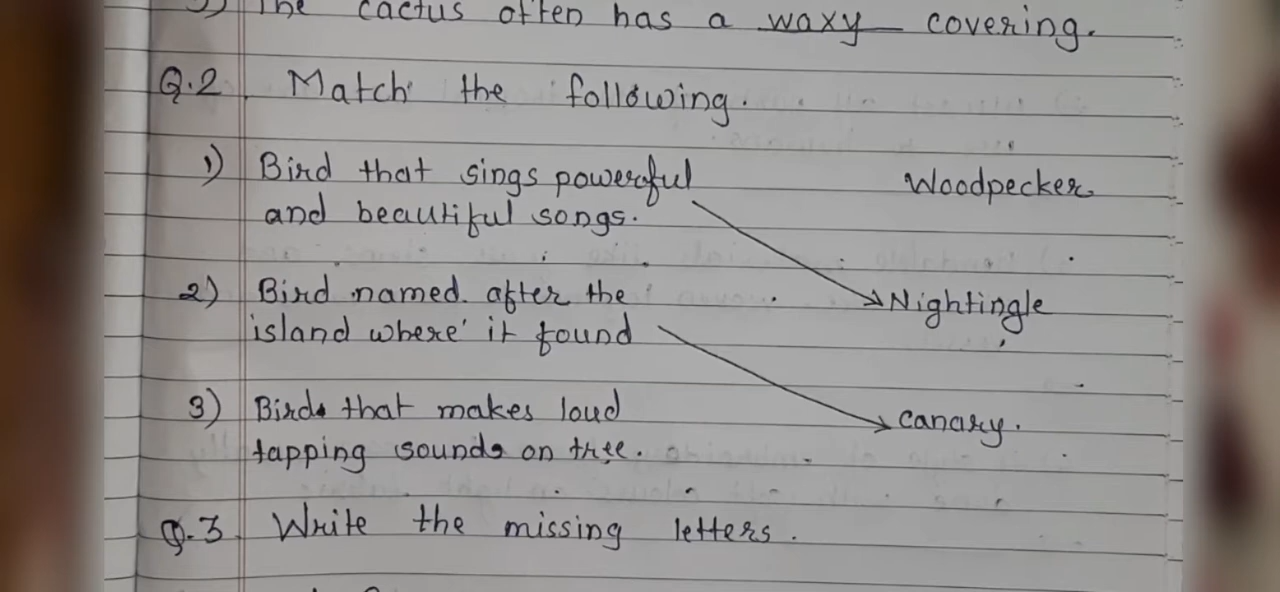 The cactus often has a waxy covering.
Q.2 Match the following.
1) Bird that sings powerful Woodpecker.
and beautiful songs.
2) Bird named after the Nightingle
island where it found
3) Bird that makes loud canary.
tapping sounds on tree.
Q.3 Write the missing letters.